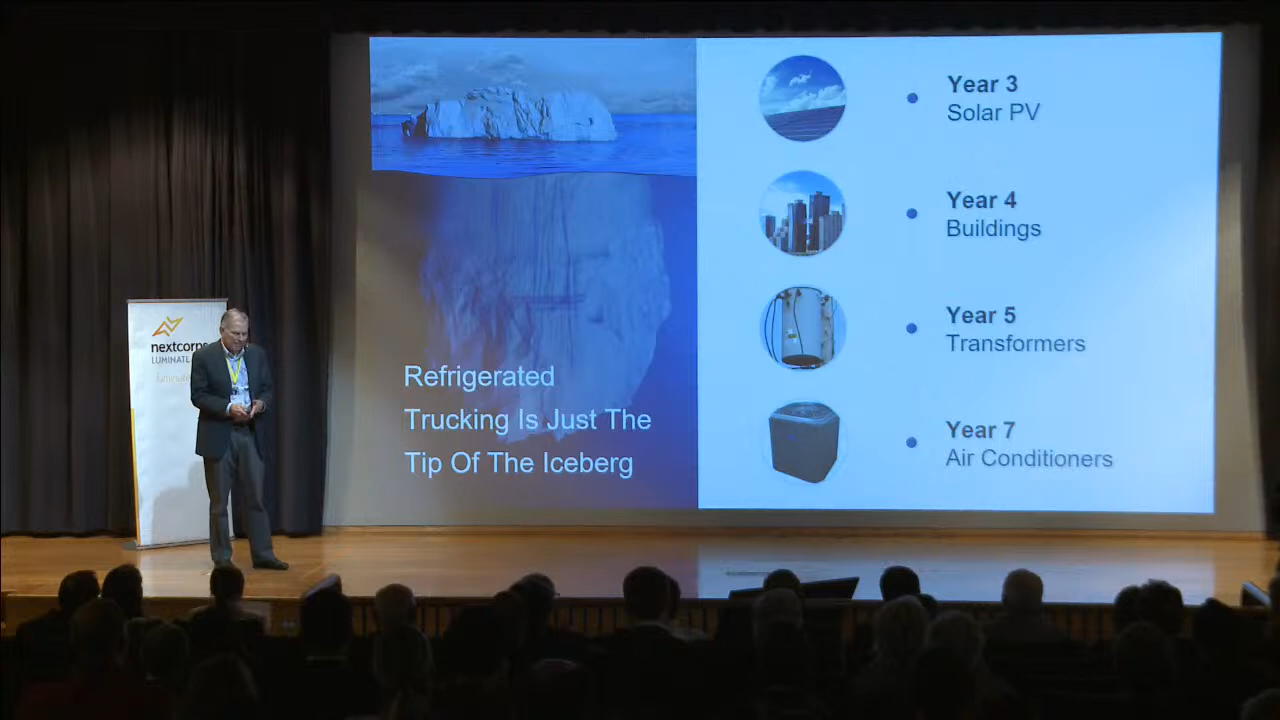 Refrigerated
Trucking Is Just The
Tip Of The Iceberg
Year 3
Solar PV
Year 4
Buildings
Year 5
Transformers
Year 7
Air Conditioners
nextcorps
LUMINATE